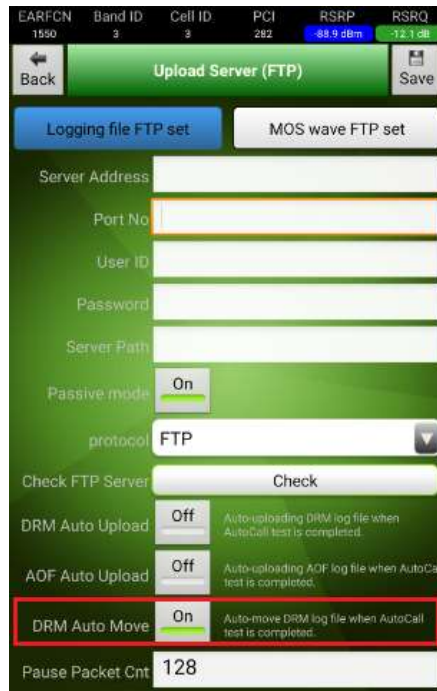 EARFCN Band ID Cell ID PCI RSRP RSRQ
1550 3 3 282 -88.9 dBm -12.1 dB
Back Upload Server (FTP) Save
Logging file FTP set MOS wave FTP set
Server Address
Port No
User ID
Password
Server Path
Passive mode On
protocol FTP
Check FTP Server Check
DRM Auto Upload Off Auto-uploading DRM log file when
AutoCall test is completed.
AOF Auto Upload Off Auto-uploading AOF log file when AutoCa
test is completed.
DRM Auto Move On Auto-move DRM log file when AutoCall
test is completed.
Pause Packet Cnt 128